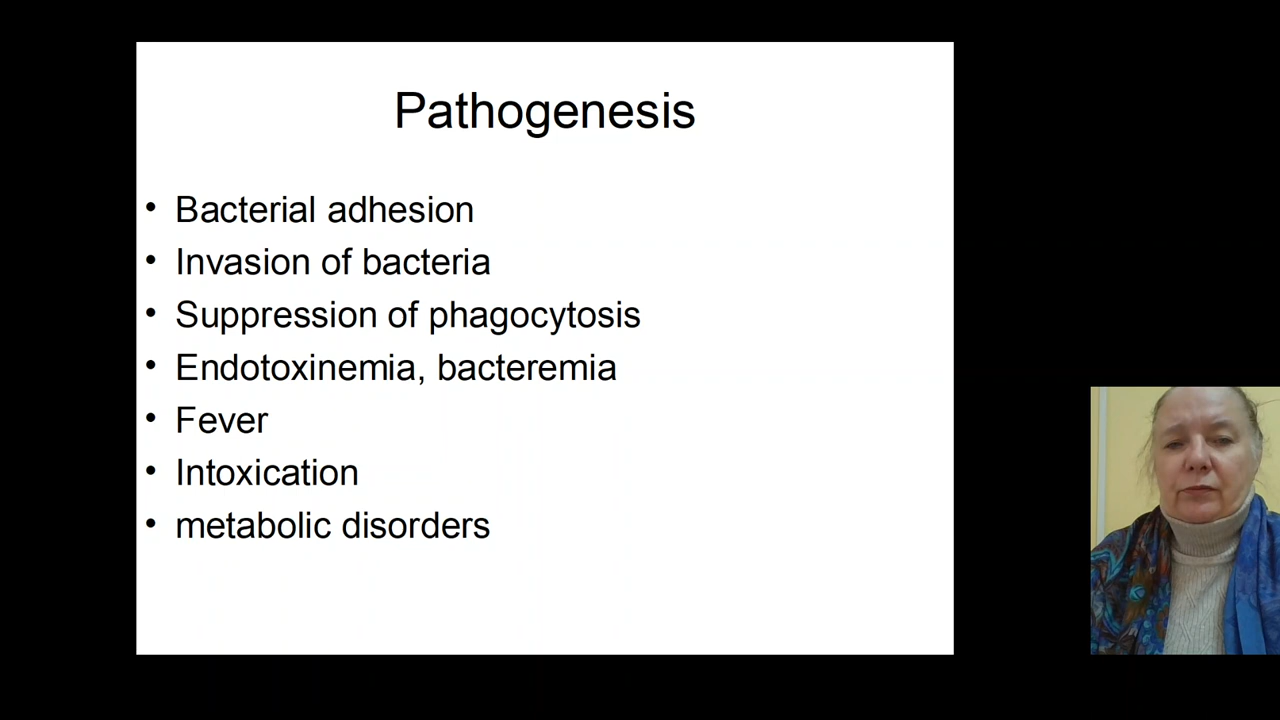 Pathogenesis
• Bacterial adhesion
• Invasion of bacteria
• Suppression of phagocytosis
• Endotoxinemia, bacteremia
• Fever
• Intoxication
• metabolic disorders